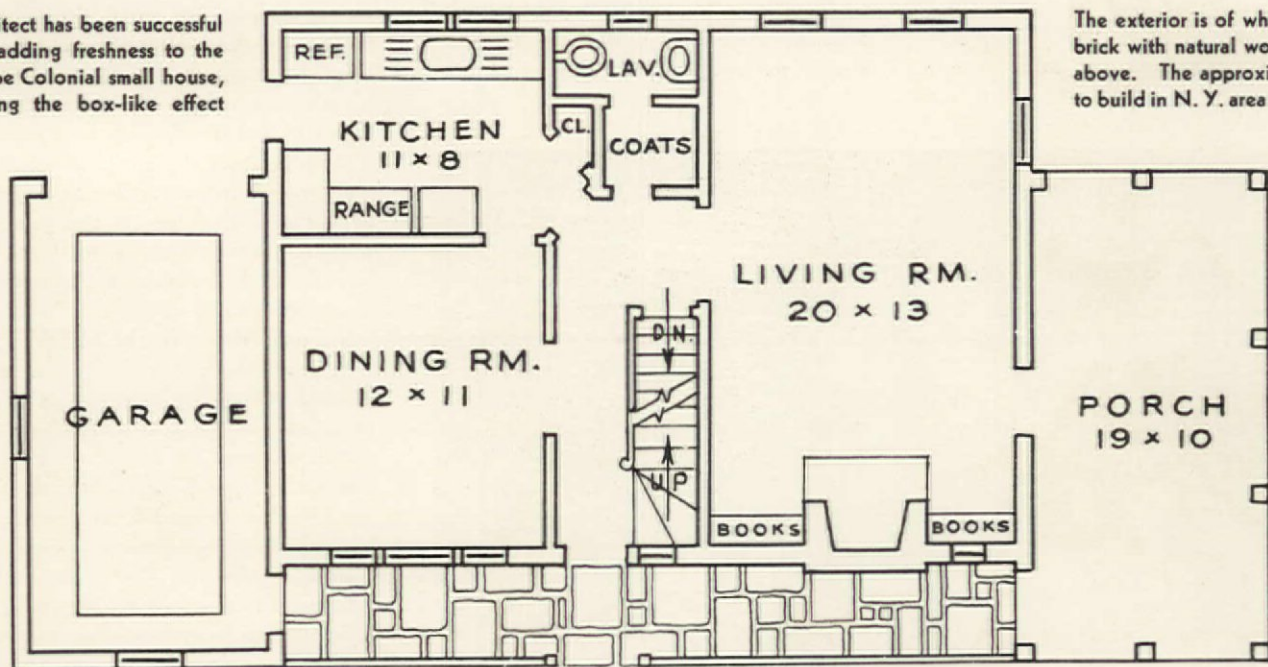 itect has been successful
adding freshness to the
pe Colonial small house,
ng the box-like effect
The exterior is of wh
brick with natural wo
above. The approxi
to build in N. Y. area
REF.
LAV.
KITCHEN
11 × 8
CL.
COATS
RANGE
LIVING RM.
20 × 13
DN.
DINING RM.
12 × 11
GARAGE
PORCH
19 × 10
UP
BOOKS
BOOKS